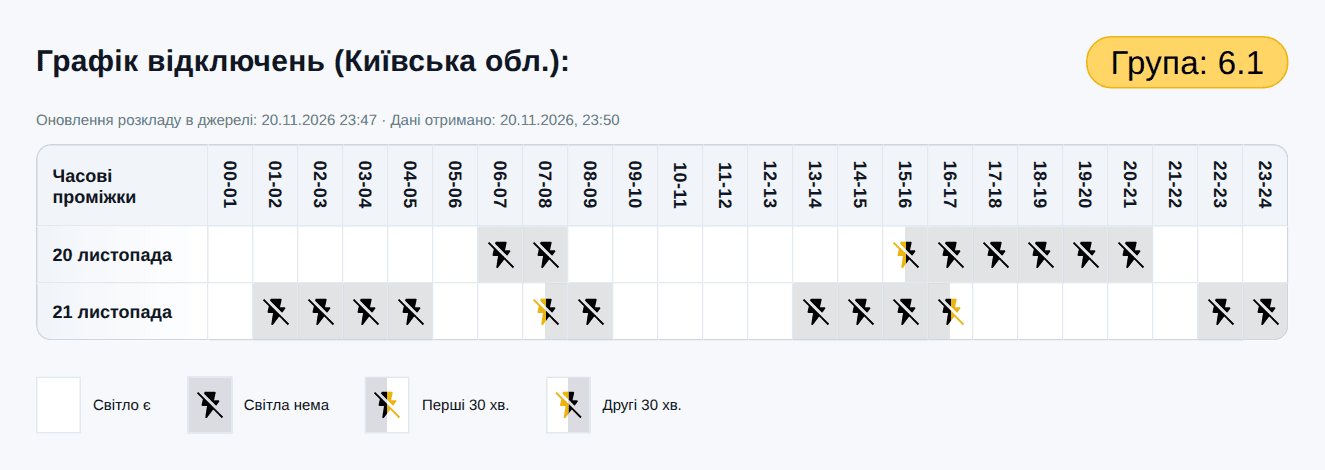 Графік відключень (Київська обл.):
Група: 6.1
Оновлення розкладу в джерелі: 20.11.2026 23:47 · Дані отримано: 20.11.2026, 23:50
Часові
проміжки
00-01 01-02 02-03 03-04 04-05 05-06 06-07 07-08 08-09 09-10 10-11 11-12 12-13 13-14 14-15 15-16 16-17 17-18 18-19 19-20 20-21 21-22 22-23 23-24
20 листопада
21 листопада
Світло є Світла нема Перші 30 хв. Другі 30 хв.